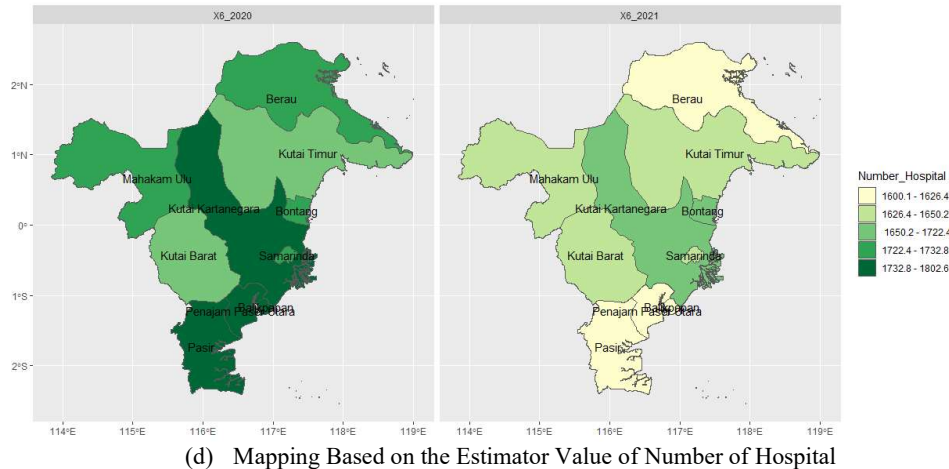 X6_2020
X6_2021
2°N
1°N
0°
1°S
2°S
Berau
Kutai Timur
Mahakam Ulu
Kutai Kartanegara
Bontang
Kutai Barat
Samarinda
Balikpapan
Penajam Paser Utara
Pasir
Berau
Kutai Timur
Mahakam Ulu
Kutai Kartanegara
Bontang
Kutai Barat
Samarinda
Balikpapan
Penajam Paser Utara
Pasir
Number_Hospital
1600.1 - 1626.4
1626.4 - 1650.2
1650.2 - 1722.4
1722.4 - 1732.8
1732.8 - 1802.6
114°E 115°E 116°E 117°E 118°E 119°E
114°E 115°E 116°E 117°E 118°E 119°E
(d) Mapping Based on the Estimator Value of Number of Hospital